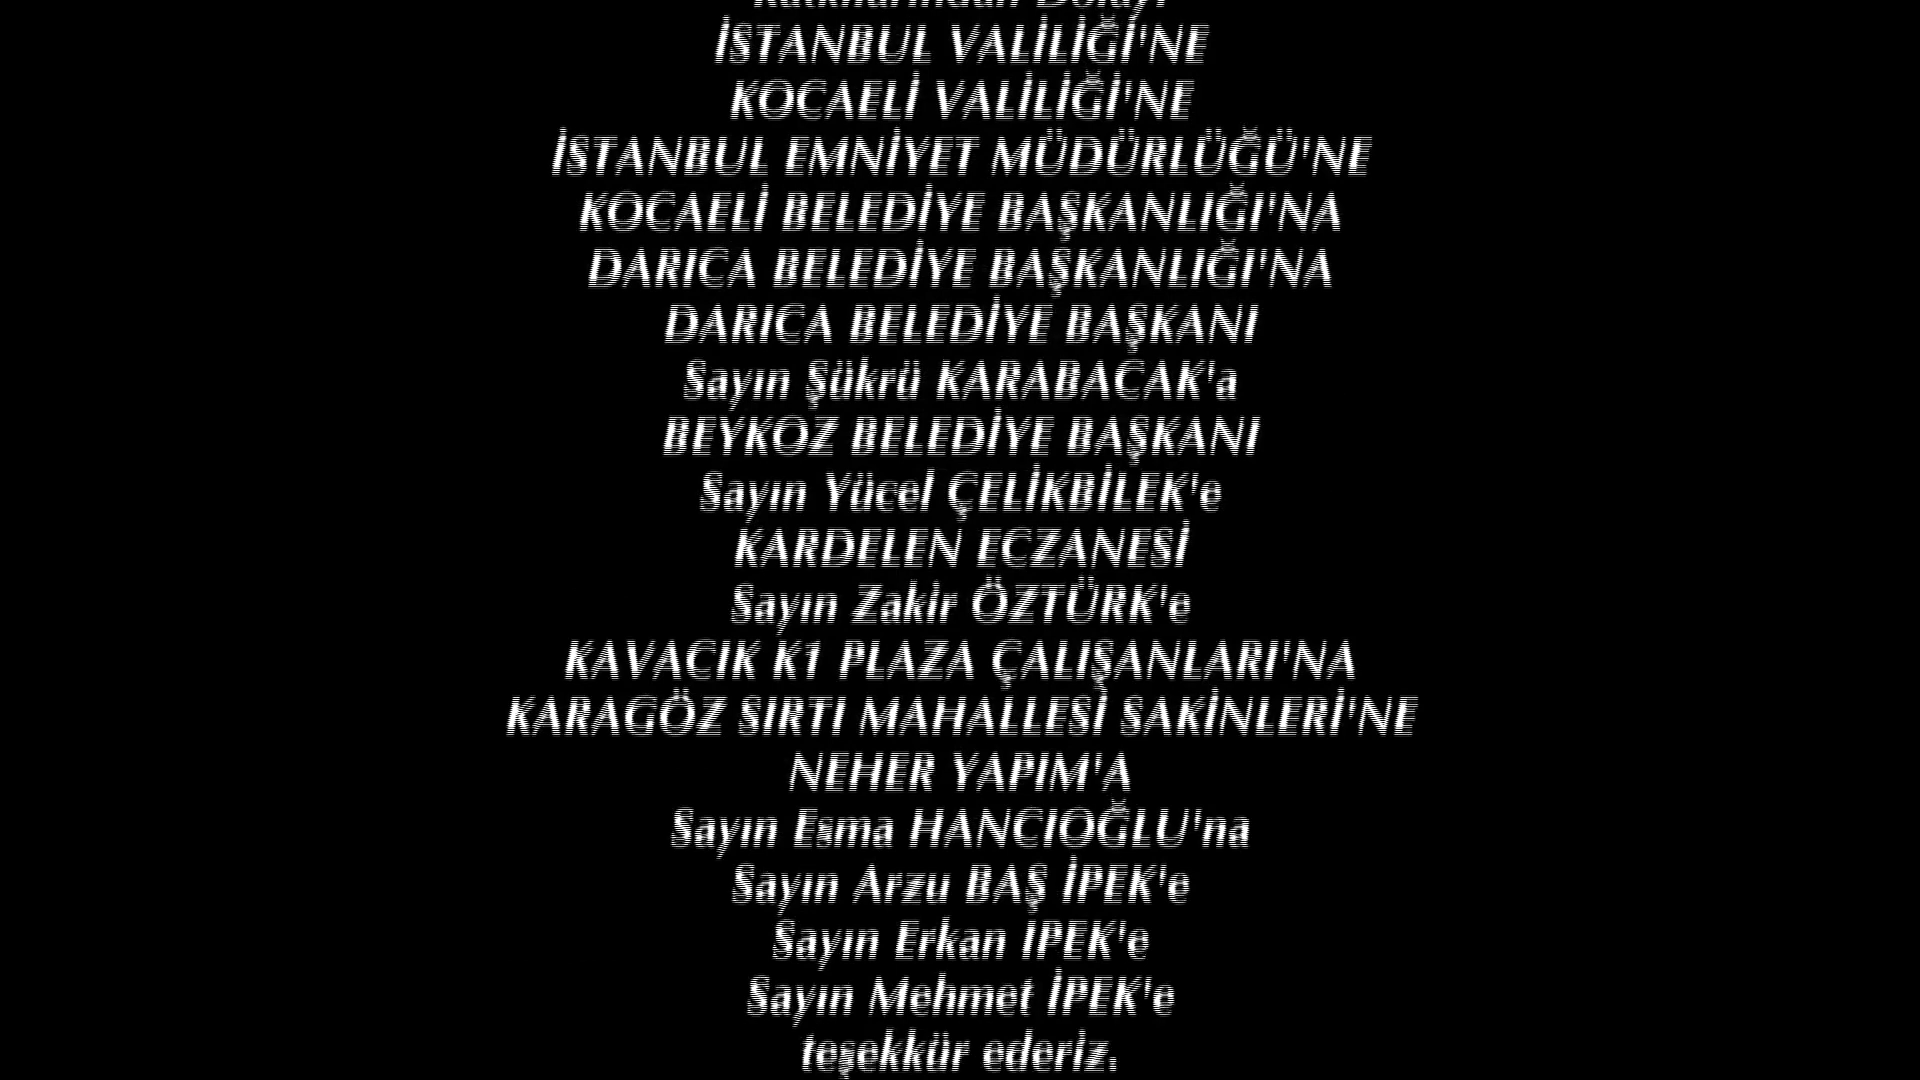 Katkılarından Dolayı
İSTANBUL VALİLİĞİ'NE
KOCAELİ VALİLİĞİ'NE
İSTANBUL EMNİYET MÜDÜRLÜĞÜ'NE
KOCAELİ BELEDİYE BAŞKANLIĞI'NA
DARICA BELEDİYE BAŞKANLIĞI'NA
DARICA BELEDİYE BAŞKANI
Sayın Şükrü KARABACAK'a
BEYKOZ BELEDİYE BAŞKANI
Sayın Yücel ÇELİKBİLEK'e
KARDELEN ECZANESİ
Sayın Zakir ÖZTÜRK'e
KAVACIK K1 PLAZA ÇALIŞANLARI'NA
KARAGÖZ SIRTI MAHALLESİ SAKİNLERİ'NE
NEHER YAPIM'A
Sayın Esma HANCIOĞLU'na
Sayın Arzu BAŞ İPEK'e
Sayın Erkan İPEK'e
Sayın Mehmet İPEK'e
teşekkür ederiz.